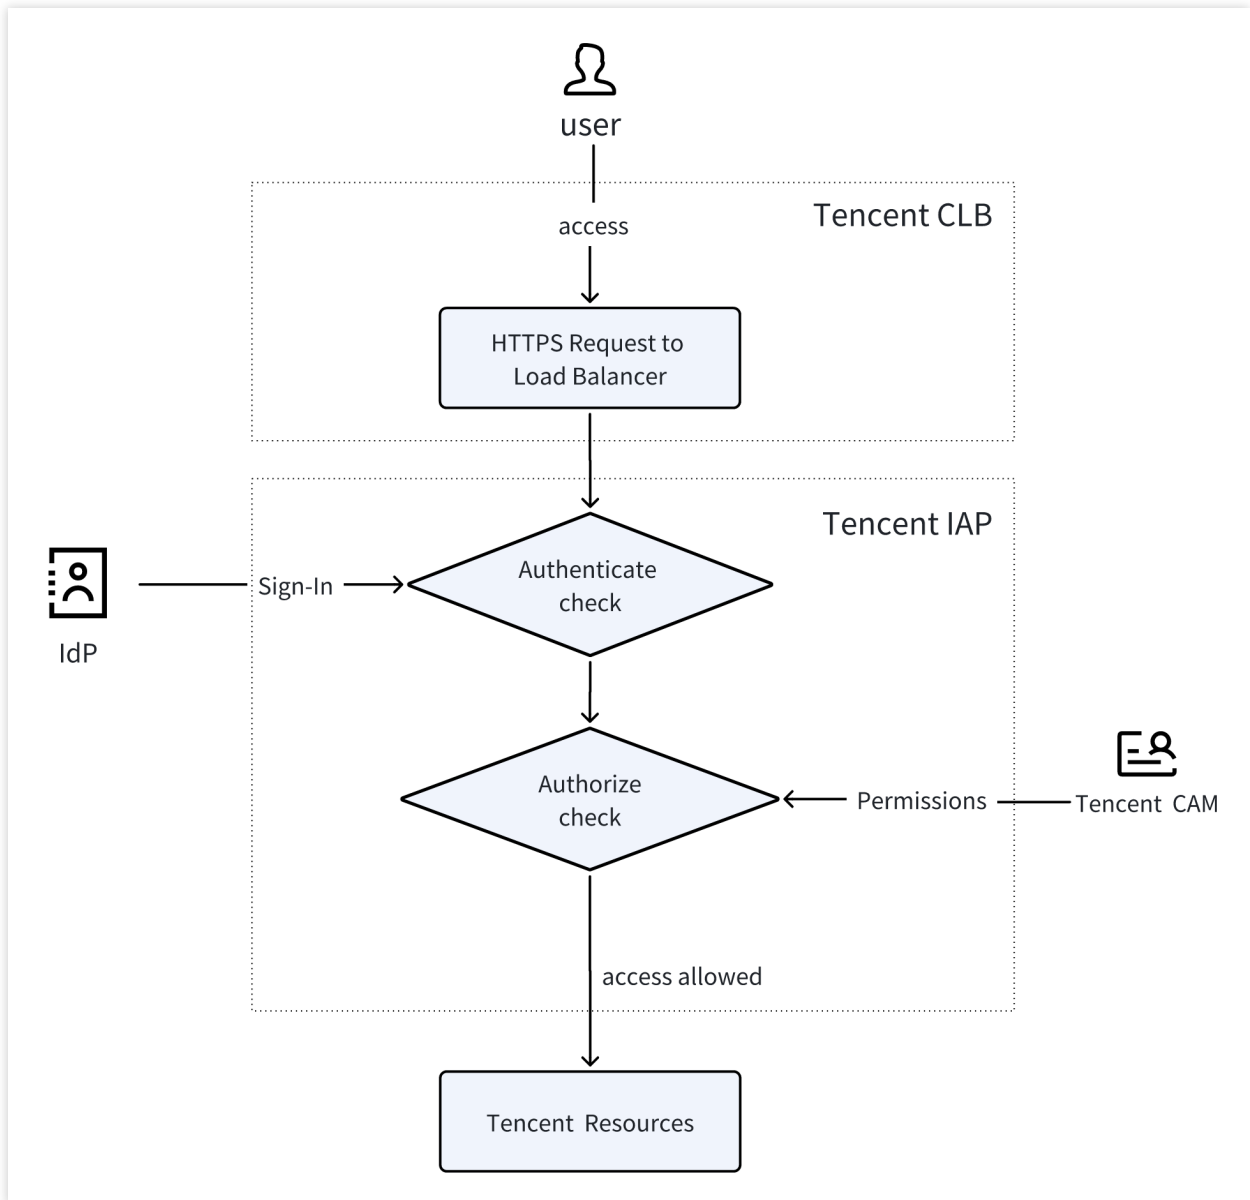 user
Tencent CLB
access
HTTPS Request to
Load Balancer
Tencent IAP
Authenticate
check
Sign-In
IdP
Authorize
check
Permissions
Tencent CAM
access allowed
Tencent Resources